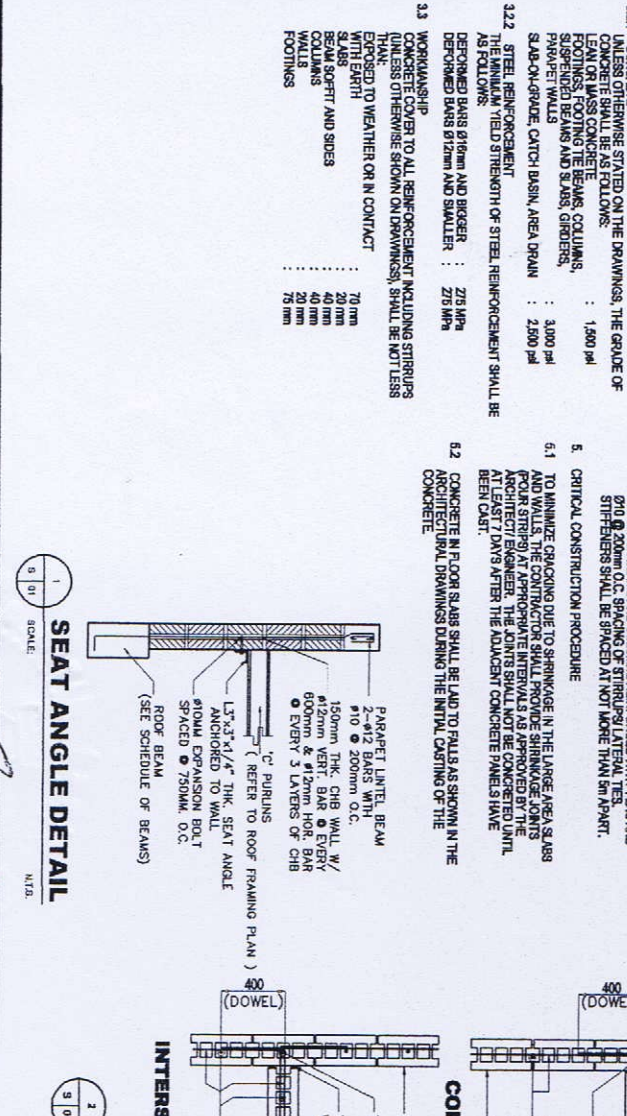 UNLESS OTHERWISE STATED ON THE DRAWINGS, THE GRADE OF
CONCRETE SHALL BE AS FOLLOWS:
LEAN OR MASS CONCRETE : 1,500 psi
FOOTINGS, FOOTING TIE BEAMS, COLUMNS,
SUSPENDED BEAMS AND SLABS, GIRDERS,
PARAPET WALLS : 3,000 psi
SLAB-ON-GRADE, CATCH BASIN, AREA DRAIN : 2,500 psi
3.2.2 STEEL REINFORCEMENT
THE MINIMUM YIELD STRENGTH OF STEEL REINFORCEMENT SHALL BE
AS FOLLOWS:
DEFORMED BARS Ø16mm AND BIGGER : 275 MPa
DEFORMED BARS Ø12mm AND SMALLER : 275 MPa
3.3 WORKMANSHIP
CONCRETE COVER TO ALL REINFORCEMENT INCLUDING STIRRUPS
(UNLESS OTHERWISE SHOWN ON DRAWINGS), SHALL BE NOT LESS
THAN:
EXPOSED TO WEATHER OR IN CONTACT
WITH EARTH : 70 mm
SLABS : 20 mm
BEAM SOFFIT AND SIDES : 40 mm
COLUMNS : 40 mm
WALLS : 20 mm
FOOTINGS : 75 mm
Ø10 @ 200mm O.C. SPACING OF STIRRUPS/ LATERAL TIES.
STIFFENERS SHALL BE SPACED AT NOT MORE THAN 5m APART.
5. CRITICAL CONSTRUCTION PROCEDURE
5.1 TO MINIMIZE CRACKING DUE TO SHRINKAGE IN THE LARGE AREA SLABS
AND WALLS, THE CONTRACTOR SHALL PROVIDE SHRINKAGE JOINTS
(POUR STRIPS) AT APPROPRIATE INTERVALS AS APPROVED BY THE
ARCHITECT/ ENGINEER. THE JOINTS SHALL NOT BE CONCRETED UNTIL
AT LEAST 7 DAYS AFTER THE ADJACENT CONCRETE PANELS HAVE
BEEN CAST.
5.2 CONCRETE IN FLOOR SLABS SHALL BE LAID TO FALLS AS SHOWN IN THE
ARCHITECTURAL DRAWINGS DURING THE INITIAL CASTING OF THE
CONCRETE.
PARAPET LINTEL BEAM
2-Ø12 BARS WITH
Ø10 @ 200mm O.C.
150mm THK. CHB WALL W/
Ø12mm VERT. BAR @ EVERY
600mm & Ø12mm HOR. BAR
@ EVERY 3 LAYERS OF CHB
'C' PURLINS
( REFER TO ROOF FRAMING PLAN )
L3"x3"x1/4" THK. SEAT ANGLE
ANCHORED TO WALL
Ø10MM EXPANSION BOLT
SPACED @ 750MM. O.C.
ROOF BEAM
(SEE SCHEDULE OF BEAMS)
1
S 01
SEAT ANGLE DETAIL
SCALE: N.T.S.
400
(DOWE
400
(DOWEL)
CO
INTERS
2
S 0